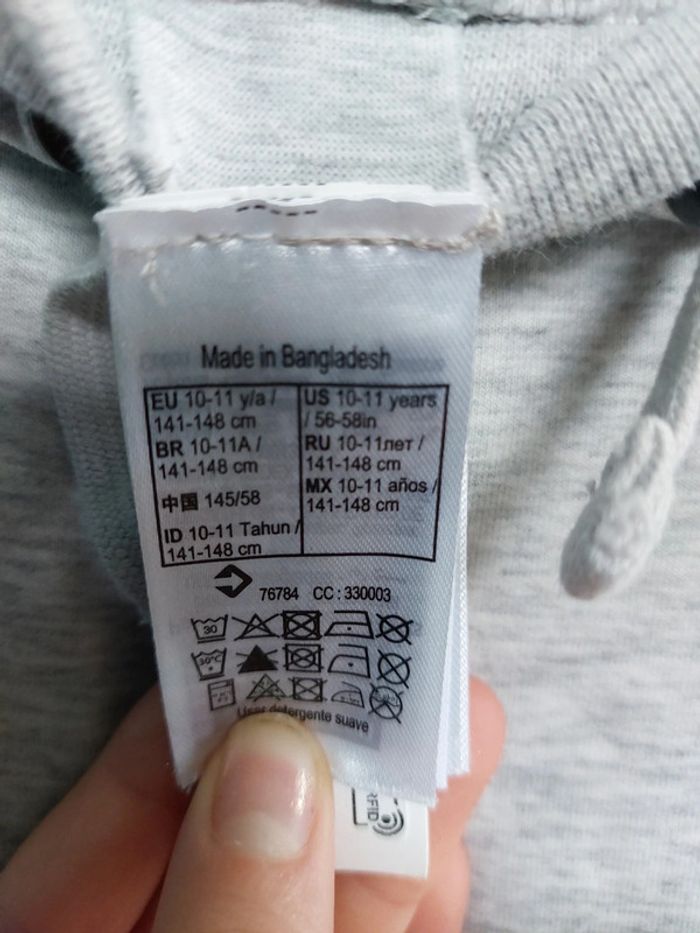 Made in Bangladesh
EU 10-11 y/a /
141-148 cm
BR 10-11A /
141-148 cm
中国 145/58
ID 10-11 Tahun /
141-148 cm
US 10-11 years
/ 56-58in
RU 10-11лет /
141-148 cm
MX 10-11 años /
141-148 cm
76784 CC : 330003
30
30°C
Usar detergente suave
RFID